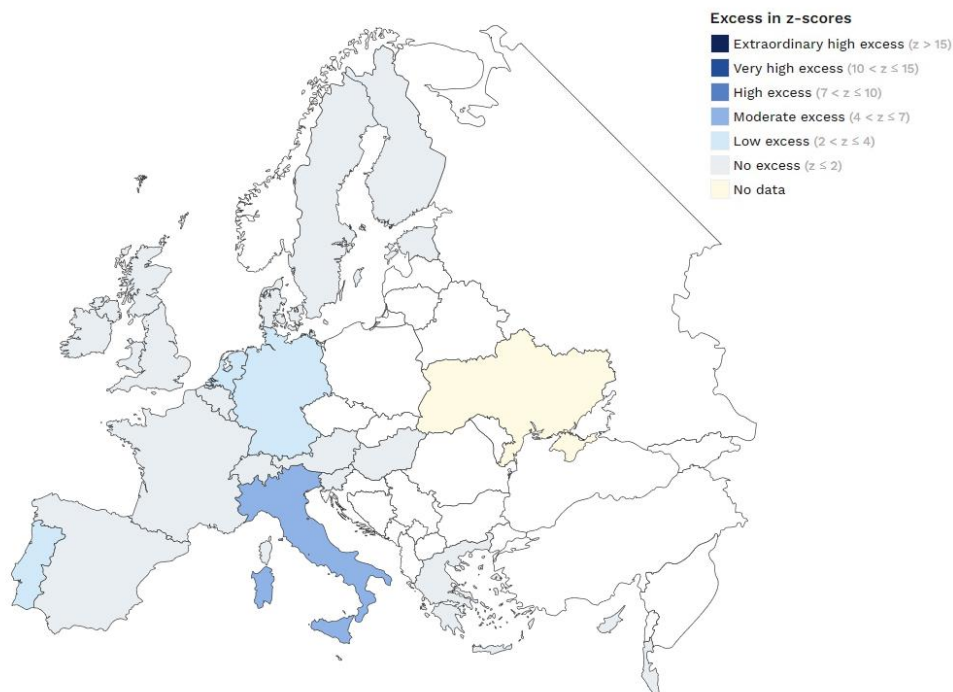 Excess in z-scores
Extraordinary high excess (z > 15)
Very high excess (10 < z ≤ 15)
High excess (7 < z ≤ 10)
Moderate excess (4 < z ≤ 7)
Low excess (2 < z ≤ 4)
No excess (z ≤ 2)
No data